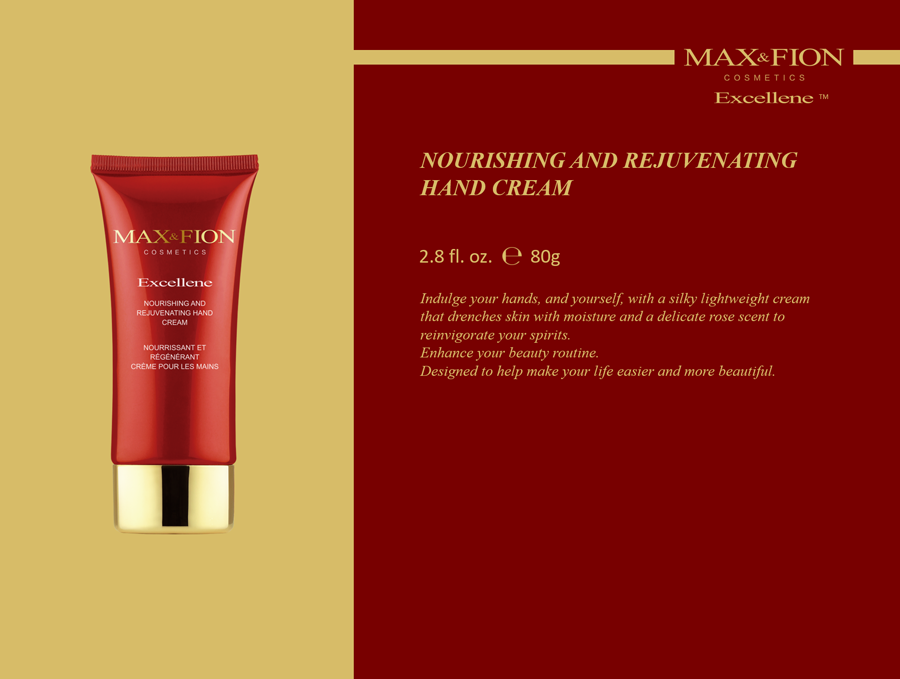 MAX&FION
COSMETICS
Excellene
NOURISHING AND
REJUVENATING HAND
CREAM
NOURRISSANT ET
RÉGÉNÉRANT
CRÈME POUR LES MAINS
MAX&FION
COSMETICS
Excellene ™
NOURISHING AND REJUVENATING
HAND CREAM
2.8 fl. oz. ℮ 80g
Indulge your hands, and yourself, with a silky lightweight cream
that drenches skin with moisture and a delicate rose scent to
reinvigorate your spirits.
Enhance your beauty routine.
Designed to help make your life easier and more beautiful.